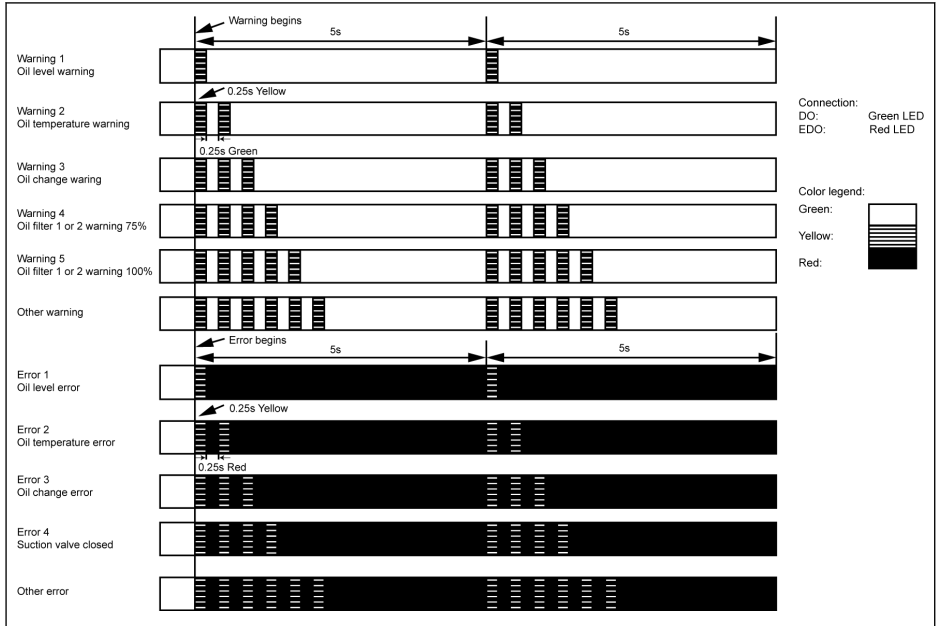 Warning begins
5s 5s
Warning 1
Oil level warning
0.25s Yellow
Warning 2
Oil temperature warning
0.25s Green
Warning 3
Oil change waring
Warning 4
Oil filter 1 or 2 warning 75%
Warning 5
Oil filter 1 or 2 warning 100%
Other warning
Error begins
5s 5s
Error 1
Oil level error
0.25s Yellow
Error 2
Oil temperature error
0.25s Red
Error 3
Oil change error
Error 4
Suction valve closed
Other error
Connection:
DO: Green LED
EDO: Red LED
Color legend:
Green:
Yellow:
Red: